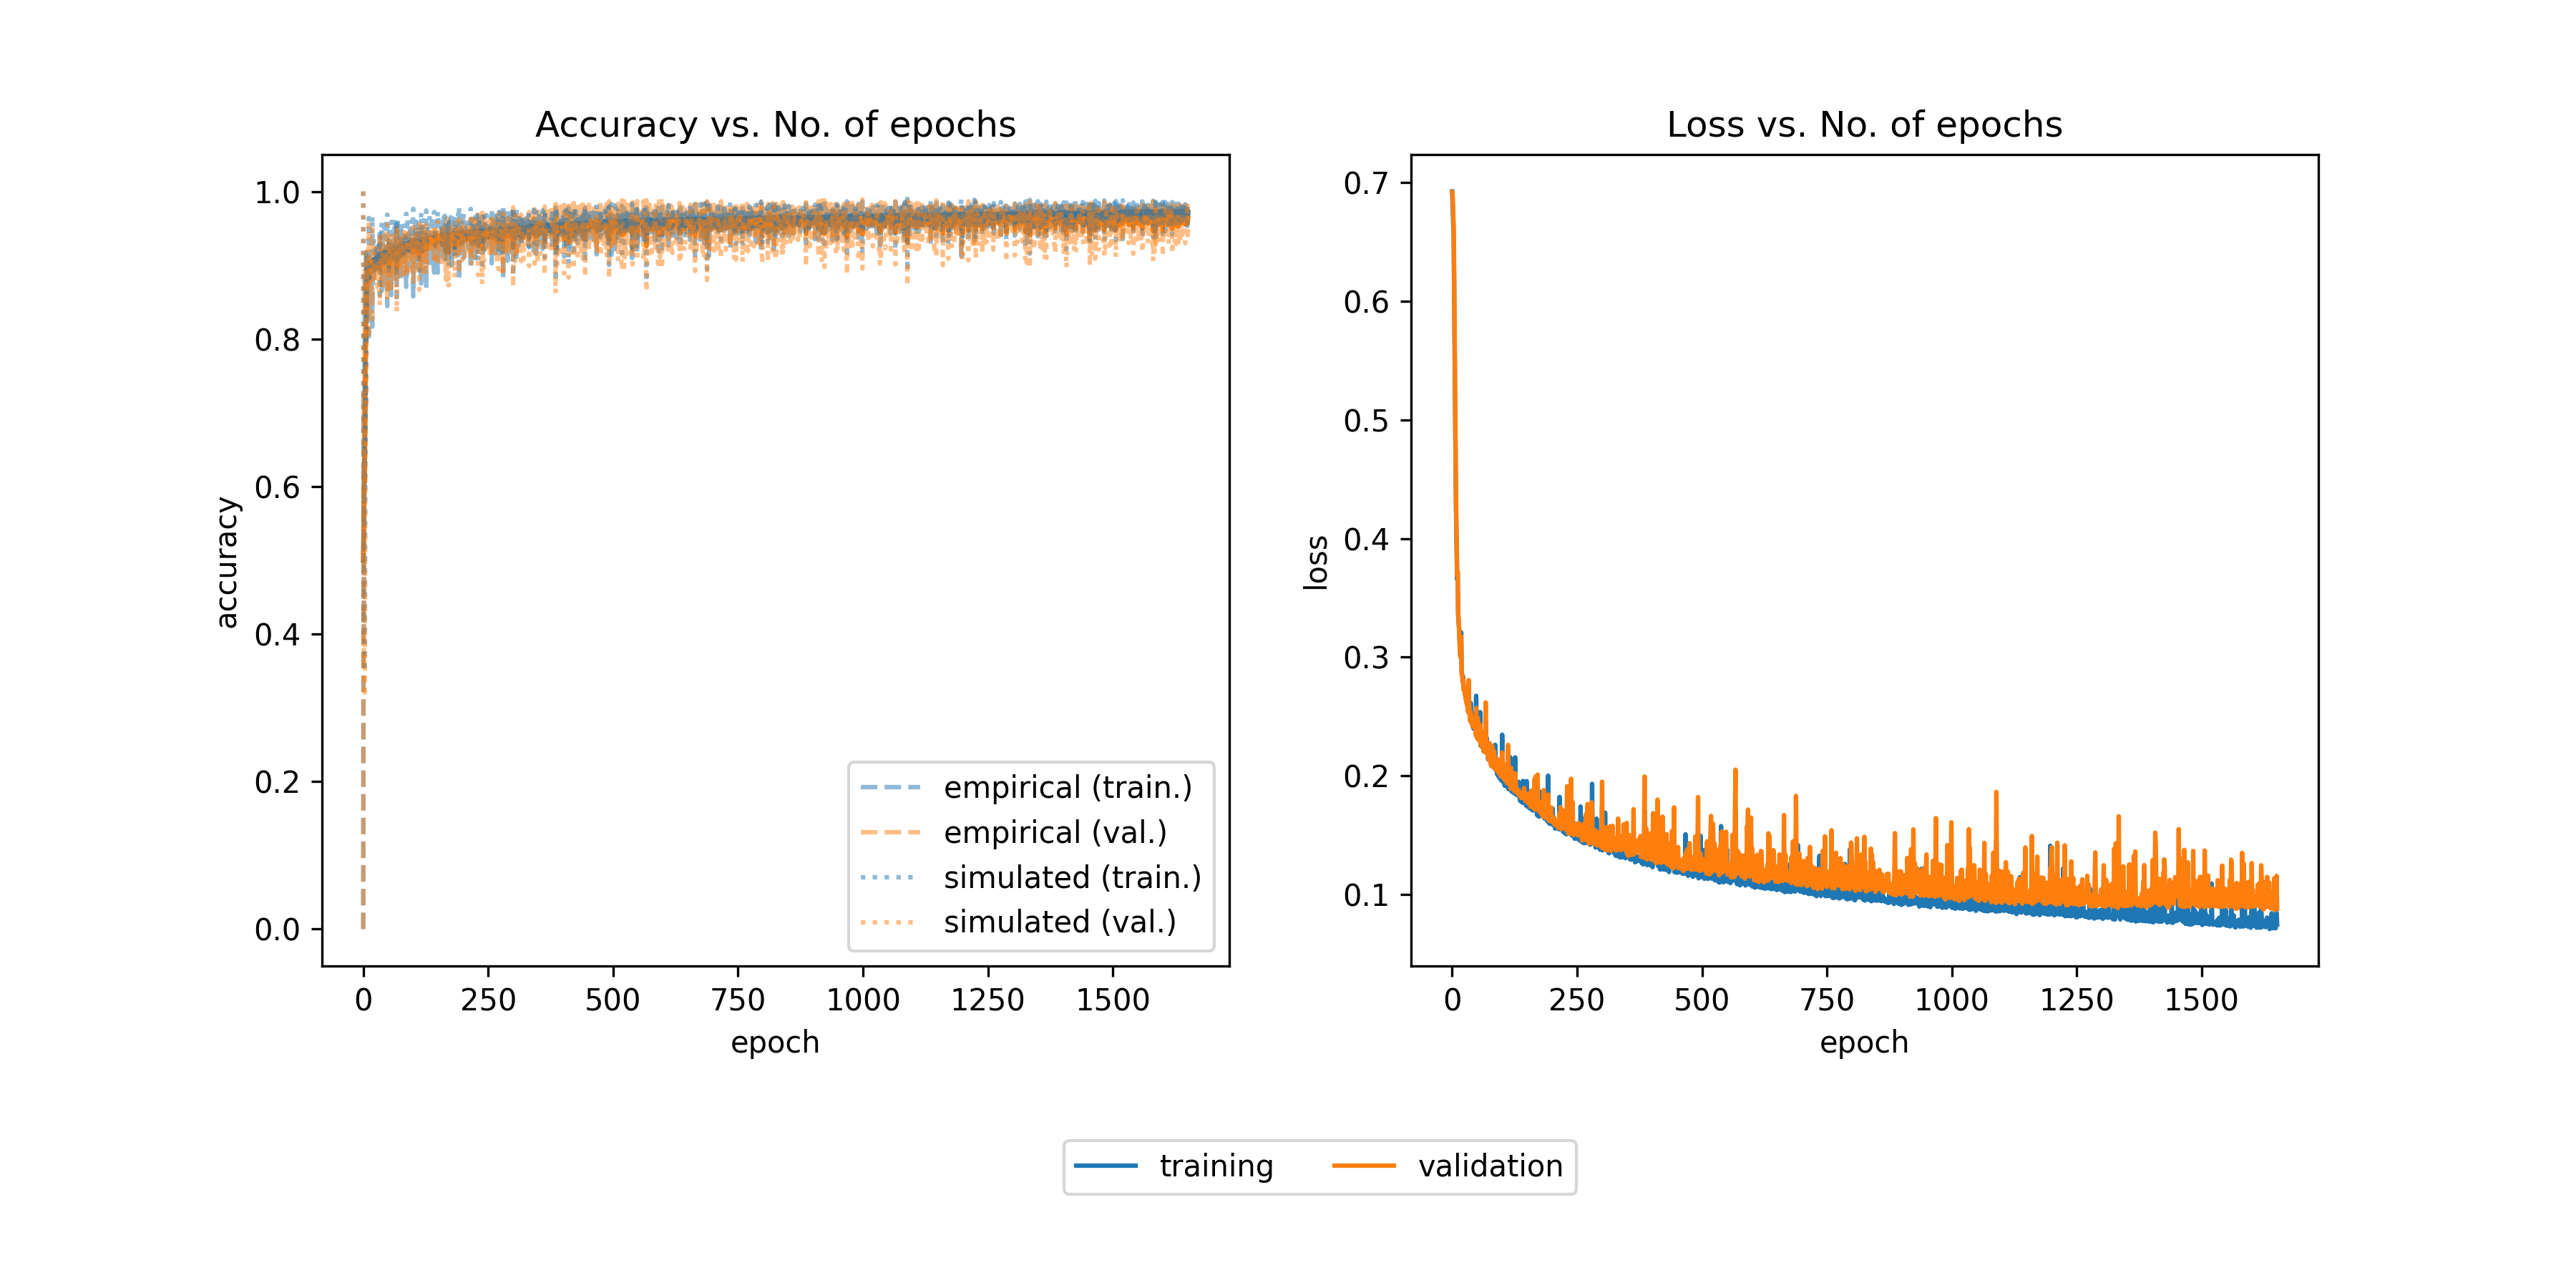 Accuracy vs. No. of epochs
1.0
0.8
0.6
0.4
0.2
0.0
accuracy
0 250 500 750 1000 1250 1500
epoch
empirical (train.)
empirical (val.)
simulated (train.)
simulated (val.)
Loss vs. No. of epochs
0.7
0.6
0.5
0.4
0.3
0.2
0.1
loss
0 250 500 750 1000 1250 1500
epoch
training validation